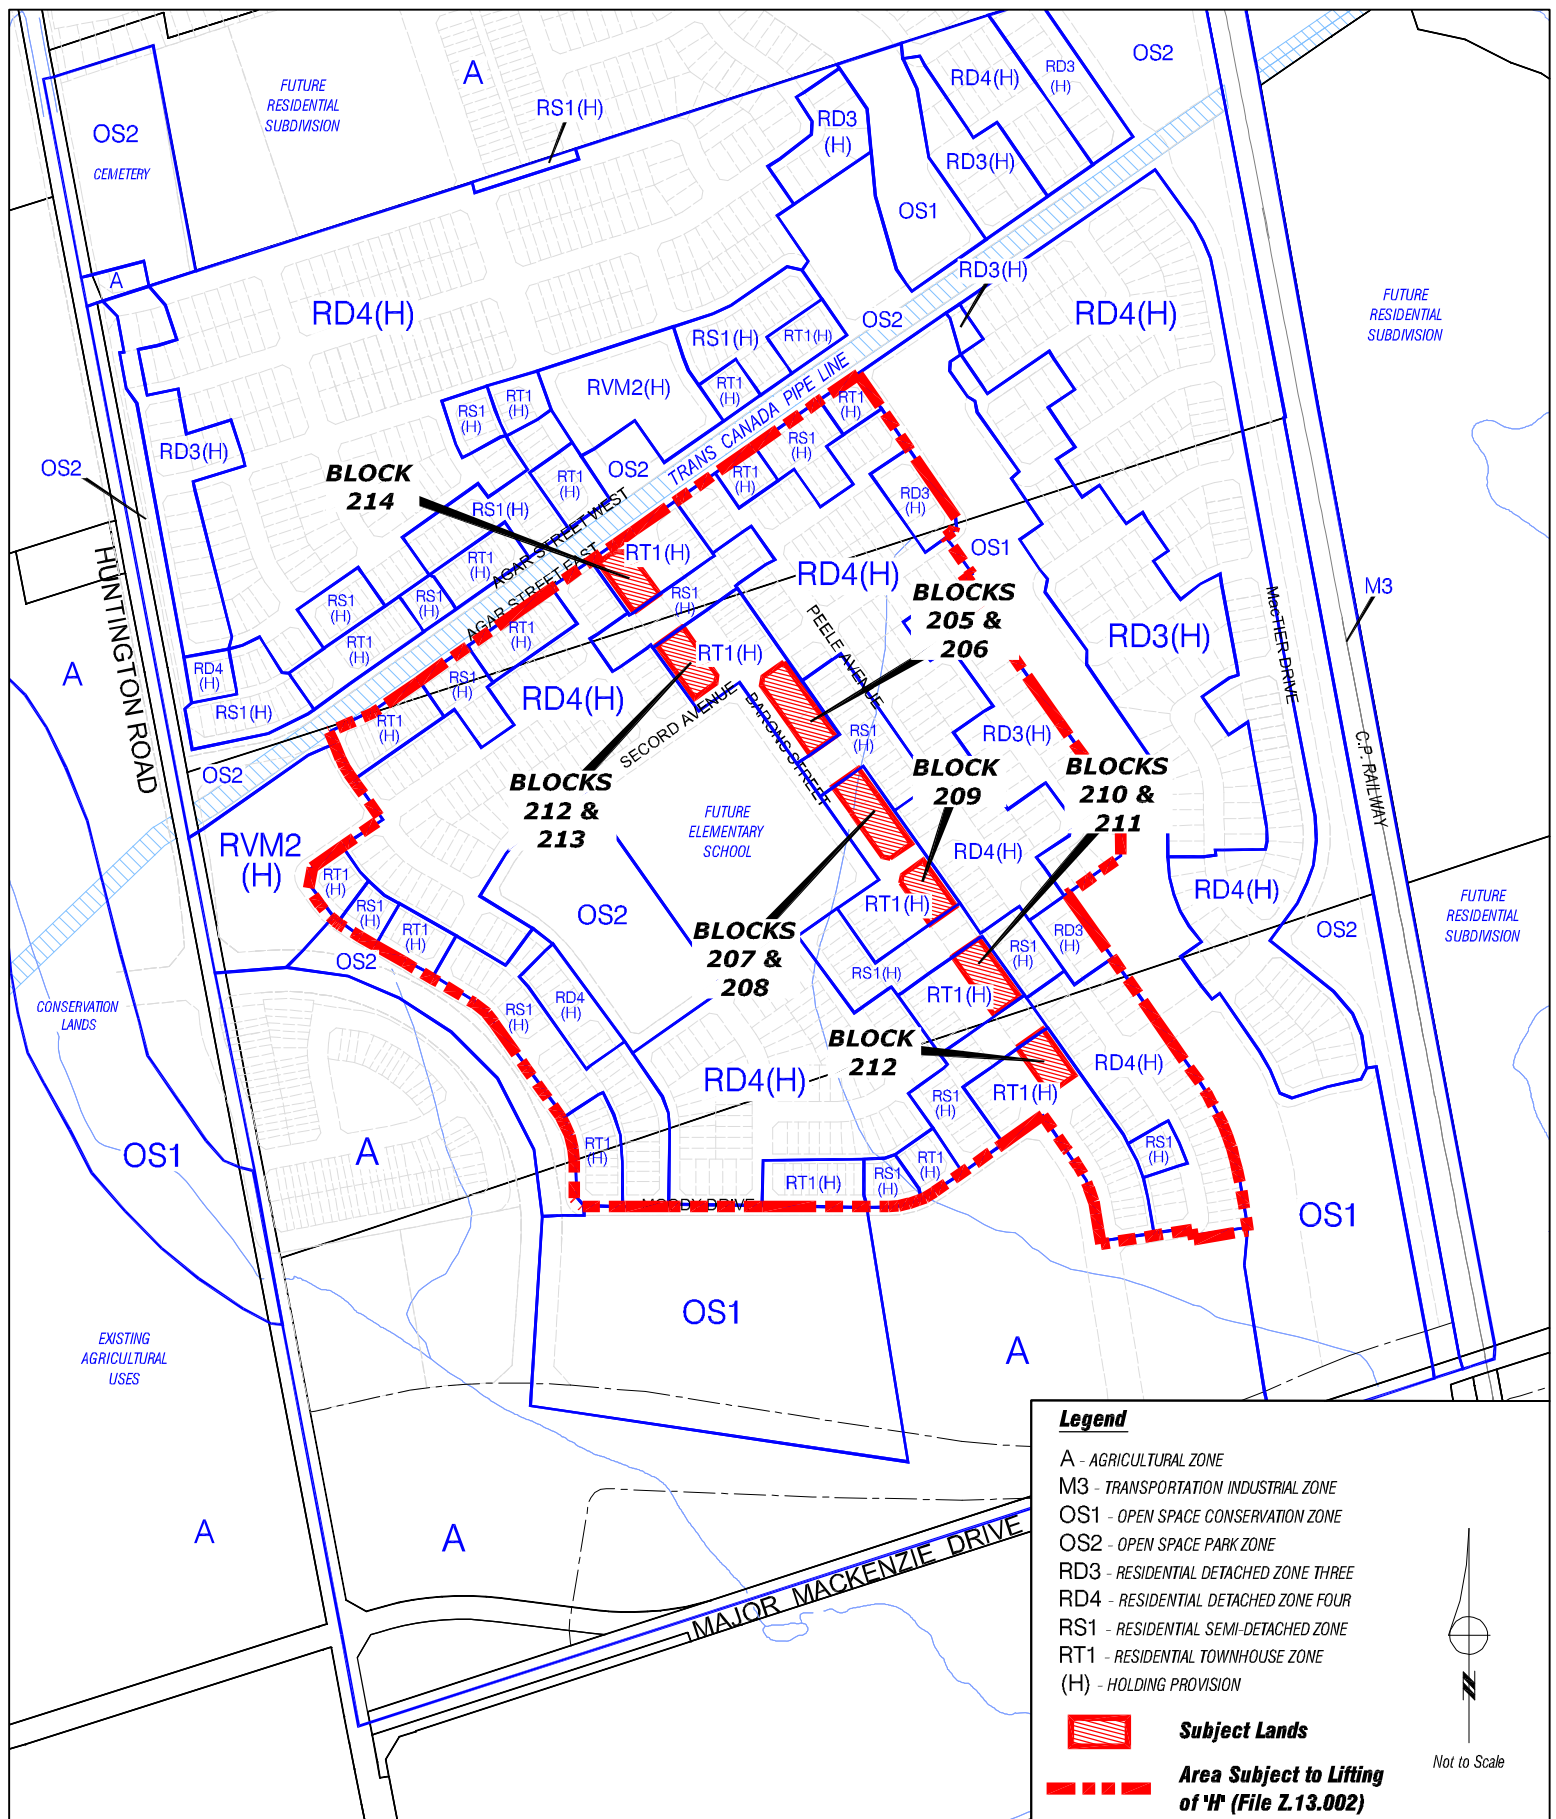 OS2
CEMETERY
FUTURE
RESIDENTIAL
SUBDIVISION
A
RS1(H)
RD3
(H)
RD4(H)
RD3
(H)
OS2
RD3(H)
OS1
A
RD4(H)
RD3(H)
RD4(H)
FUTURE
RESIDENTIAL
SUBDIVISION
OS2
RS1(H)
RT1(H)
RVM2(H)
RT1
(H)
RS1
(H)
RT1
(H)
TRANS CANADA PIPE LINE
RT1
(H)
RS1
(H)
RT1
(H)
RD3
(H)
RD3(H)
OS2
OS2
RT1
(H)
BLOCK
214
RS1(H)
AGAR STREET WEST
AGAR STREET EAST
RT1
(H)
RT1(H)
RD4(H)
OS1
HUNTINGTON ROAD
RS1
(H)
RS1
(H)
RT1
(H)
RT1
(H)
RS1
(H)
BLOCKS
205 &
206
PEELE AVENUE
M3
MacTIER DRIVE
RD3(H)
A
RD4
(H)
RS1(H)
RT1(H)
RS1
(H)
RD4(H)
RT1
(H)
SECORD AVENUE
BARONS STREET
RS1
(H)
RD3(H)
C.P. RAILWAY
OS2
BLOCKS
212 &
213
FUTURE
ELEMENTARY
SCHOOL
BLOCK
209
BLOCKS
210 &
211
RVM2
(H)
RD4(H)
RT1
(H)
RS1
(H)
RT1
(H)
OS2
OS2
RT1(H)
RD4(H)
OS2
FUTURE
RESIDENTIAL
SUBDIVISION
BLOCKS
207 &
208
RS1
(H)
RD3
(H)
RS1(H)
RT1(H)
CONSERVATION
LANDS
RS1
(H)
RD4
(H)
BLOCK
212
RD4(H)
RD4(H)
RS1
(H)
RT1(H)
OS1
A
RT1
(H)
RS1
(H)
RT1(H)
RS1
(H)
RT1
(H)
MOODY DRIVE
OS1
OS1
A
EXISTING
AGRICULTURAL
USES
A
A
MAJOR MACKENZIE DRIVE
Legend
A - AGRICULTURAL ZONE
M3 - TRANSPORTATION INDUSTRIAL ZONE
OS1 - OPEN SPACE CONSERVATION ZONE
OS2 - OPEN SPACE PARK ZONE
RD3 - RESIDENTIAL DETACHED ZONE THREE
RD4 - RESIDENTIAL DETACHED ZONE FOUR
RS1 - RESIDENTIAL SEMI-DETACHED ZONE
RT1 - RESIDENTIAL TOWNHOUSE ZONE
(H) - HOLDING PROVISION
Subject Lands
Area Subject to Lifting
of "H" (File Z.13.002)
Not to Scale